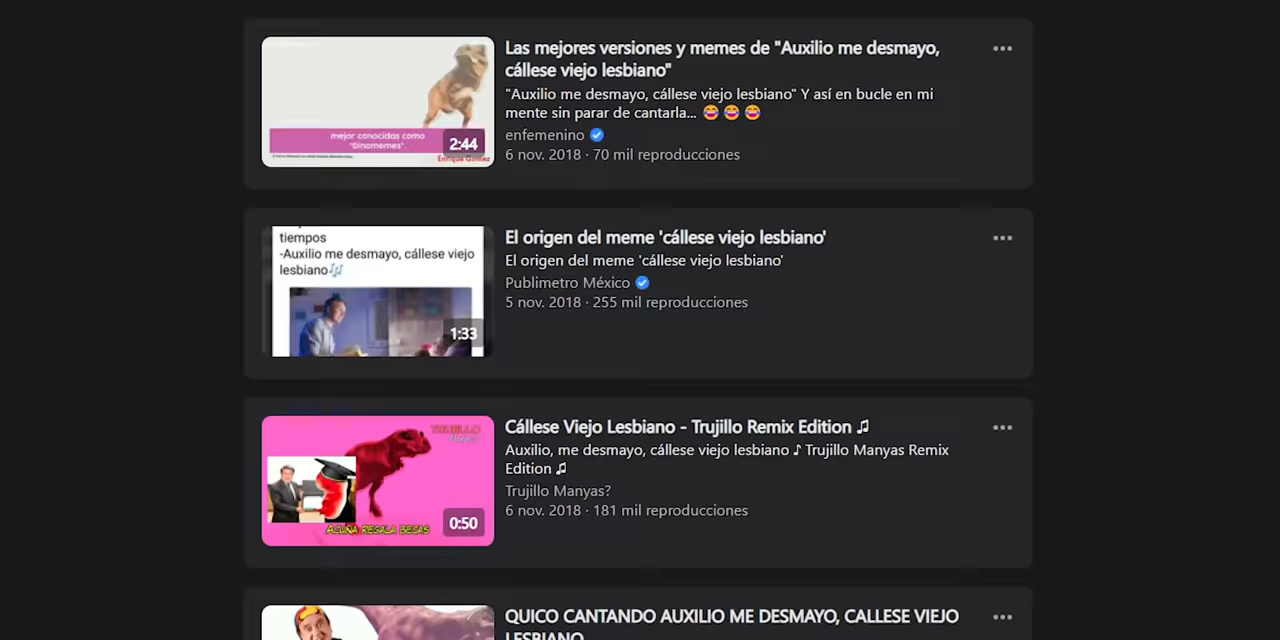 Las mejores versiones y memes de "Auxilio me desmayo,
cállese viejo lesbiano"
"Auxilio me desmayo, cállese viejo lesbiano" Y así en bucle en mi
mente sin parar de cantarla... 😂 😂 😂
enfemenino
6 nov. 2018 · 70 mil reproducciones
mejor conocidas como
"Dinomemes".
2:44
Enrique Gómez
El origen del meme 'cállese viejo lesbiano'
El origen del meme 'cállese viejo lesbiano'
Publimetro México
5 nov. 2018 · 255 mil reproducciones
tiempos
-Auxilio me desmayo, cállese viejo
lesbiano🎶
1:33
Cállese Viejo Lesbiano - Trujillo Remix Edition ♫
Auxilio, me desmayo, cállese viejo lesbiano ♪ Trujillo Manyas Remix
Edition ♫
Trujillo Manyas?
6 nov. 2018 · 181 mil reproducciones
TRUJILLO
ACUÑA REGALA BECAS
0:50
QUICO CANTANDO AUXILIO ME DESMAYO, CALLESE VIEJO
LESBIANO